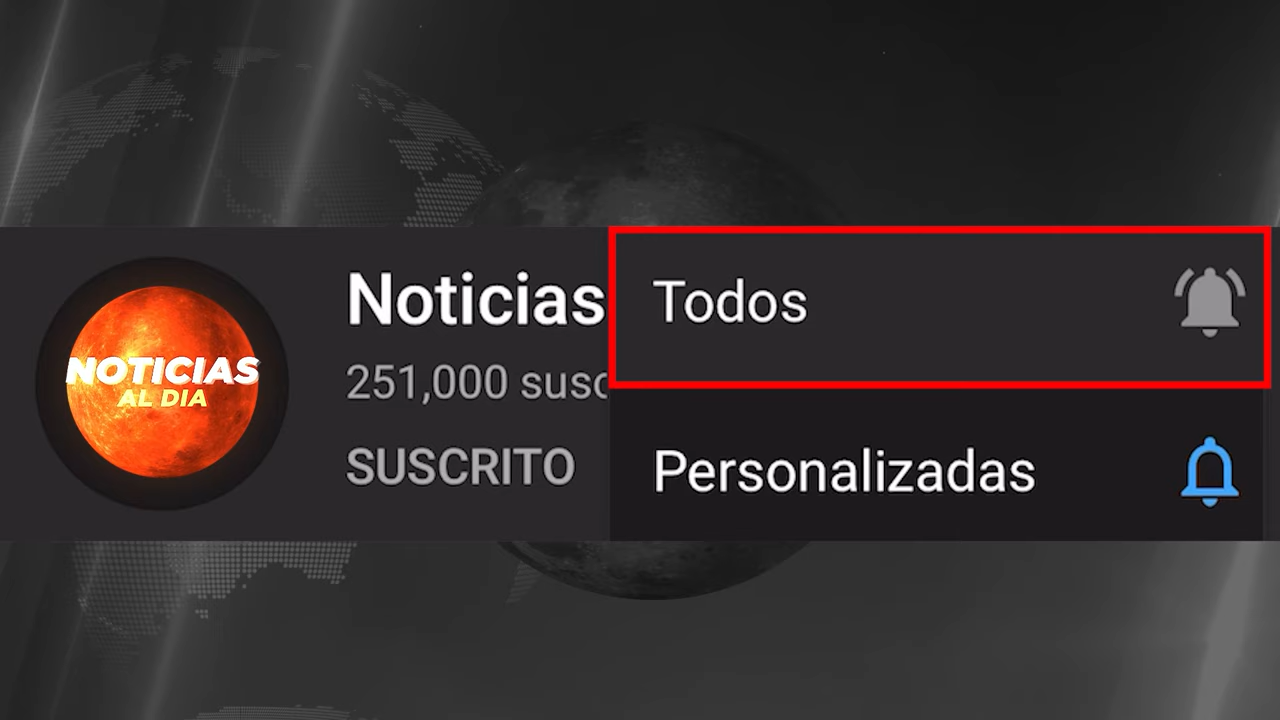 NOTICIAS
AL DIA
Noticias
251,000 susc
SUSCRITO
Todos
Personalizadas